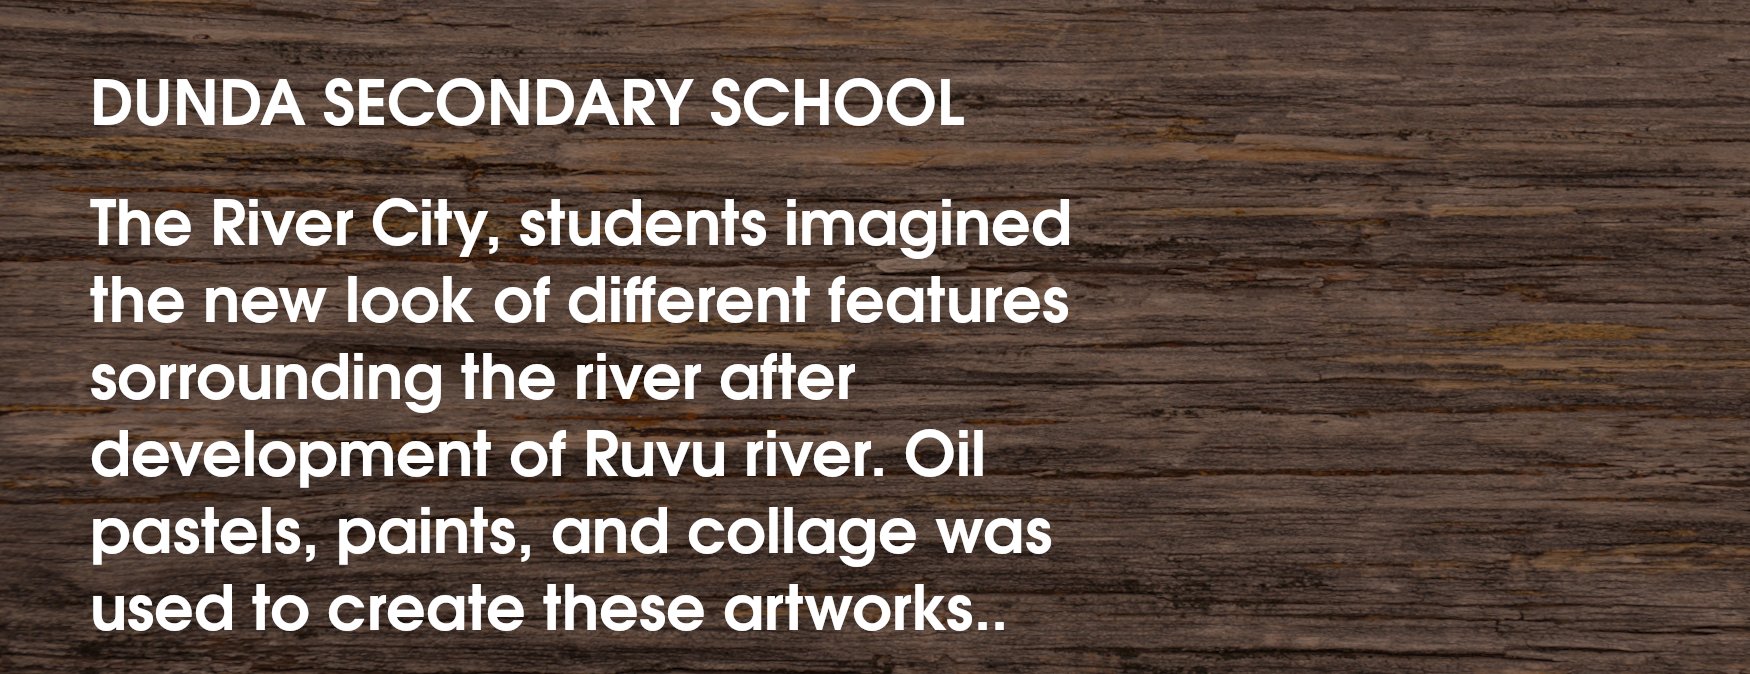 DUNDA SECONDARY SCHOOL
The River City, students imagined
the new look of different features
sorrounding the river after
development of Ruvu river. Oil
pastels, paints, and collage was
used to create these artworks..